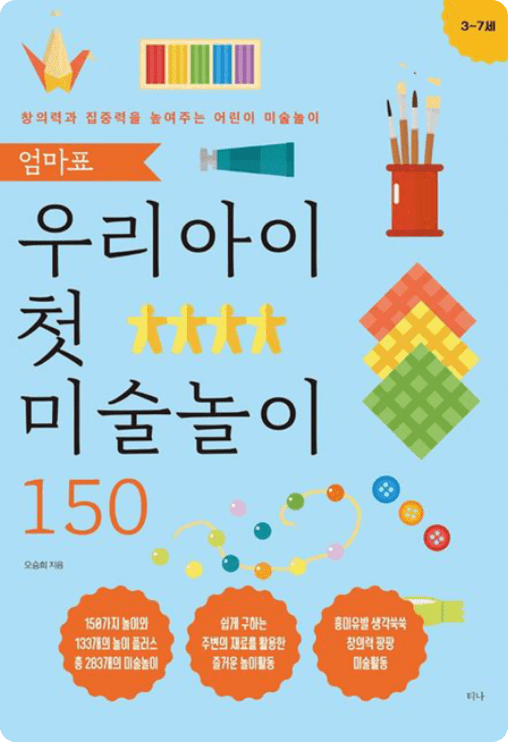 3~7세
창의력과 집중력을 높여주는 어린이 미술놀이
엄마표
우리아이
첫
미술놀이
150
오승희 지음
150가지 놀이와
133개의 놀이 플러스
총 283개의 미술놀이
쉽게 구하는
주변의 재료를 활용한
즐거운 놀이활동
흥미유발 생각쑥쑥
창의력 팡팡
미술활동
티나